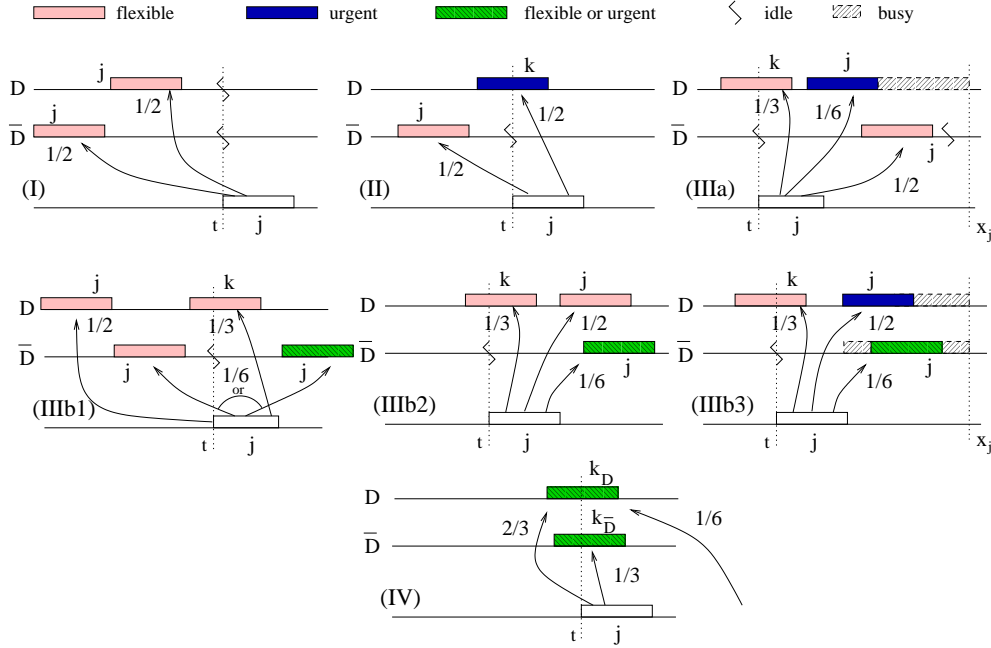 flexible urgent flexible or urgent idle busy
j k k j
D D D
j 1/2 1/2 1/3 1/6
D̅ j D̅ j D̅
1/2 1/2 j
(I) (II) (IIIa) 1/2
t j t j t j x_j
j k k j k j
D D D
1/2 1/3 1/3 1/2 1/3 1/2
D̅ D̅ D̅
j 1/6 j j j
or 1/6 1/6
(IIIb1) (IIIb2) (IIIb3)
t j t j t j x_j
k_D
D
2/3 k_D̅ 1/6
D̅
1/3
(IV)
t j